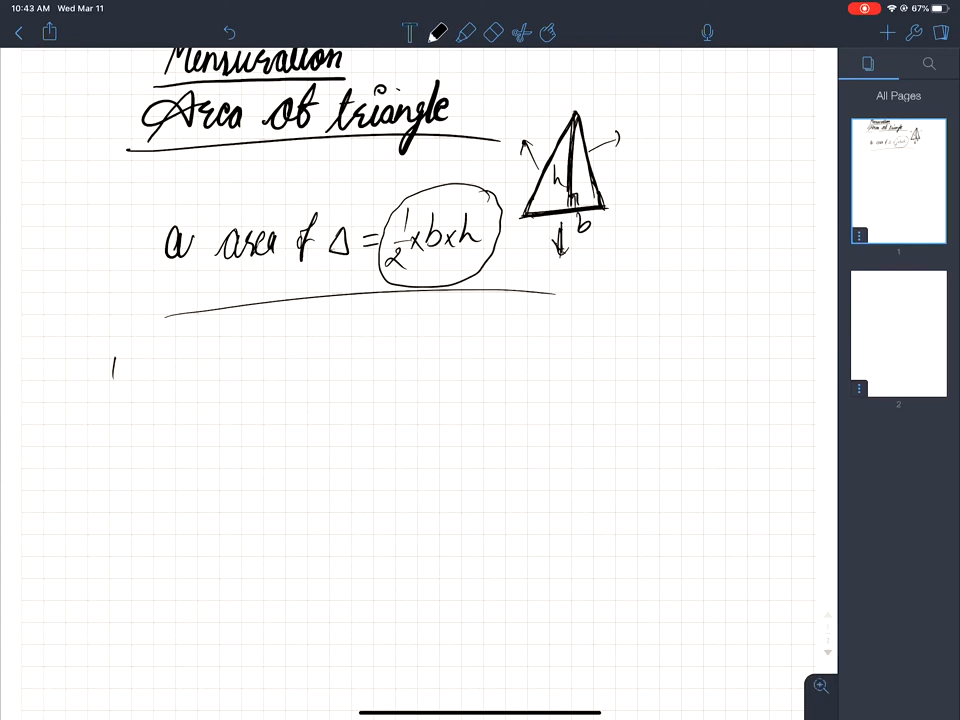 10:43 AM Wed Mar 11
67%
All Pages
Mensuration
Area of triangle
h
b
area of Δ = 1/2 x b x h
1
2